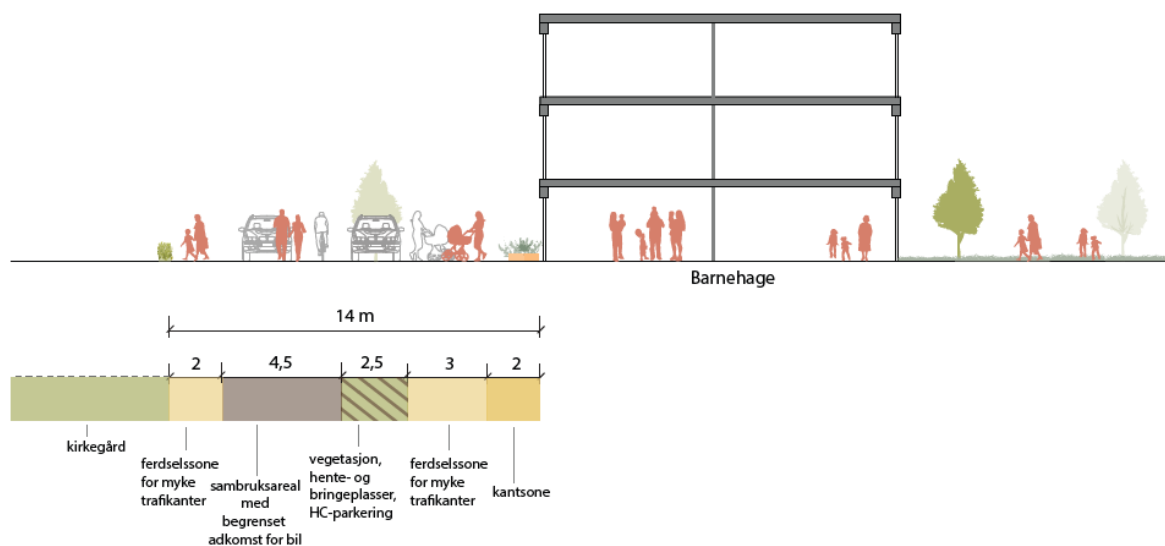 Barnehage
14 m
2
4,5
2,5
3
2
kirkegård
ferdselssone
for myke
trafikanter
sambruksareal
med
begrenset
adkomst for bil
vegetasjon,
hente- og
bringeplasser,
HC-parkering
ferdselssone
for myke
trafikanter
kantsone